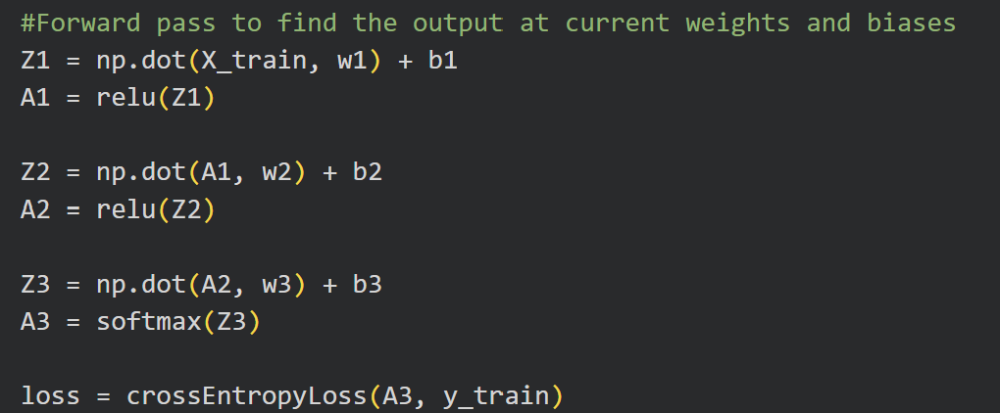 #Forward pass to find the output at current weights and biases
Z1 = np.dot(X_train, w1) + b1
A1 = relu(Z1)
Z2 = np.dot(A1, w2) + b2
A2 = relu(Z2)
Z3 = np.dot(A2, w3) + b3
A3 = softmax(Z3)
loss = crossEntropyLoss(A3, y_train)